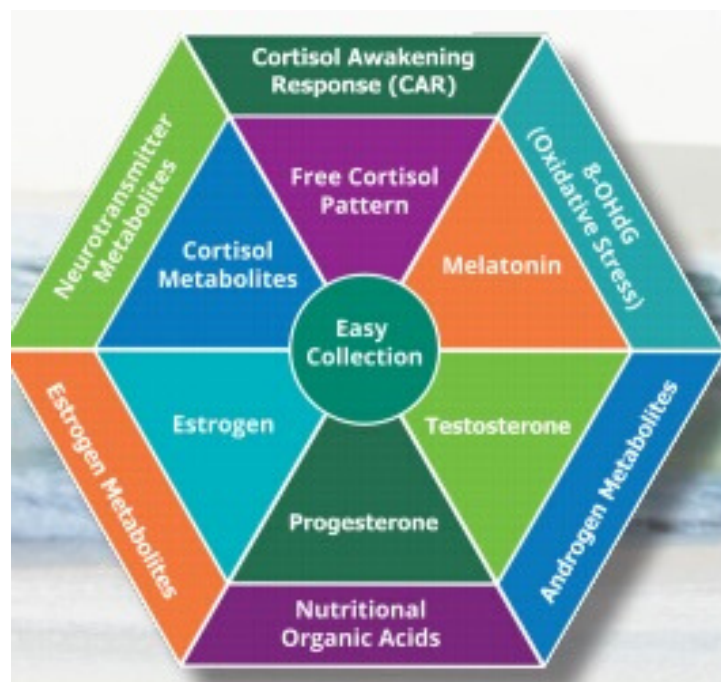 Cortisol Awakening
Response (CAR)
Neurotransmitter
Metabolites
8-OHdG
(Oxidative Stress)
Free Cortisol
Pattern
Cortisol
Metabolites
Melatonin
Easy
Collection
Estrogen
Testosterone
Progesterone
Estrogen Metabolites
Androgen Metabolites
Nutritional
Organic Acids